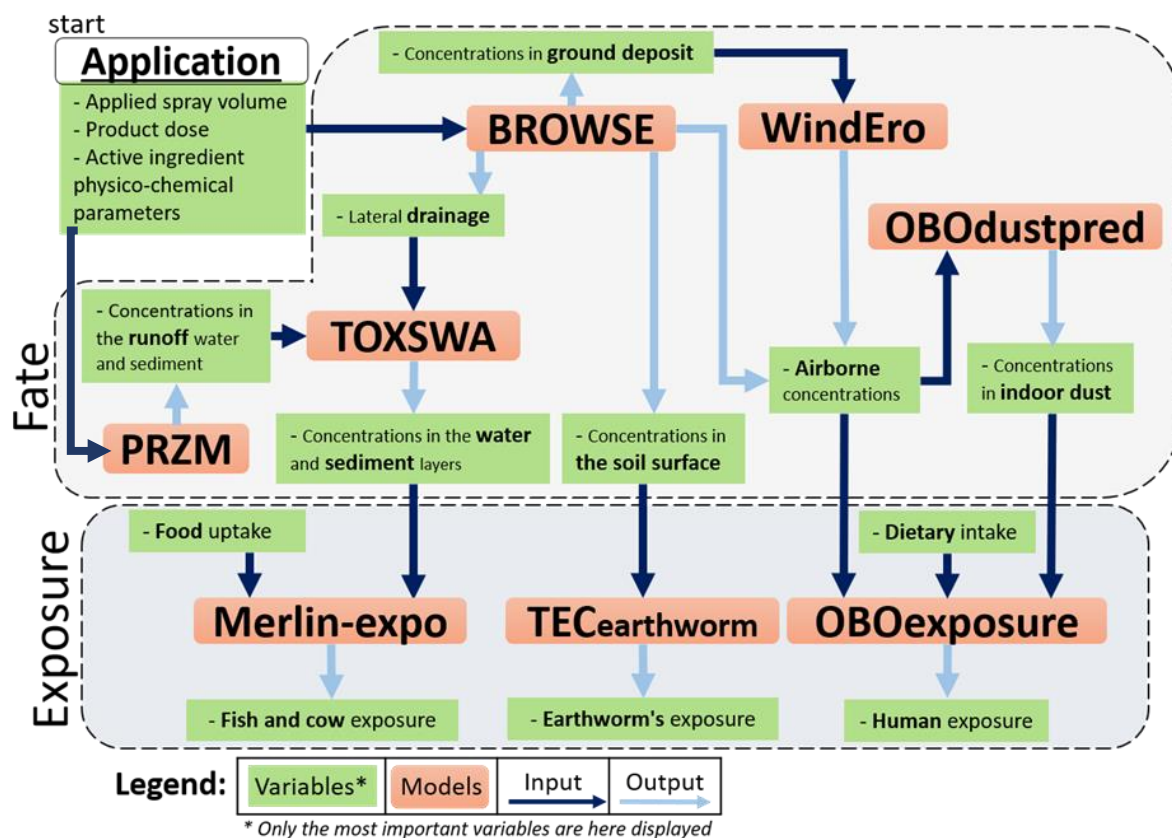 start
Application
- Applied spray volume
- Product dose
- Active ingredient
physico-chemical
parameters
- Concentrations in ground deposit
BROWSE
WindEro
- Lateral drainage
OBOdustpred
Fate
- Concentrations in
the runoff water
and sediment
TOXSWA
- Airborne
concentrations
- Concentrations
in indoor dust
PRZM
- Concentrations in the water
and sediment layers
- Concentrations in
the soil surface
Exposure
- Food uptake
- Dietary intake
Merlin-expo
TECearthworm
OBOexposure
- Fish and cow exposure
- Earthworm's exposure
- Human exposure
Legend:
Variables*
Models
Input
Output
* Only the most important variables are here displayed